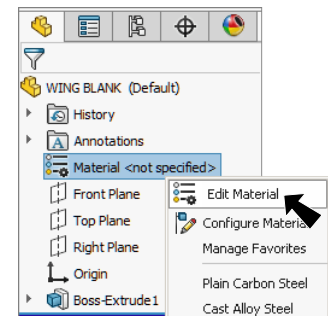 WING BLANK (Default)
History
Annotations
Material <not specified>
Front Plane
Top Plane
Right Plane
Origin
Boss-Extrude1
Edit Material
Configure Material
Manage Favorites
Plain Carbon Steel
Cast Alloy Steel